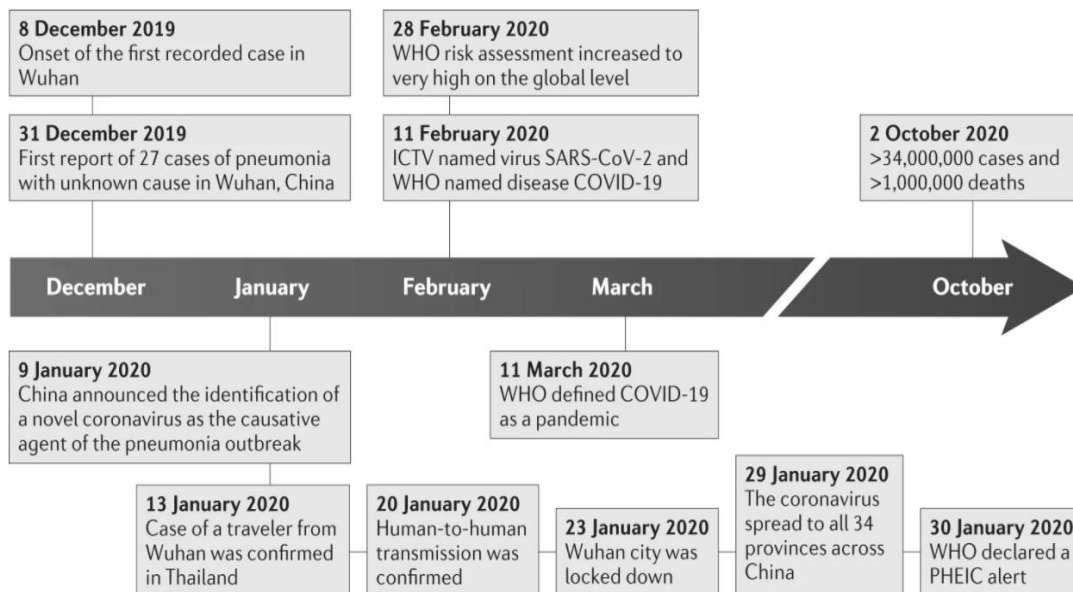 8 December 2019
Onset of the first recorded case in
Wuhan
31 December 2019
First report of 27 cases of pneumonia
with unknown cause in Wuhan, China
28 February 2020
WHO risk assessment increased to
very high on the global level
11 February 2020
ICTV named virus SARS-CoV-2 and
WHO named disease COVID-19
2 October 2020
>34,000,000 cases and
>1,000,000 deaths
December January February March October
9 January 2020
China announced the identification of
a novel coronavirus as the causative
agent of the pneumonia outbreak
11 March 2020
WHO defined COVID-19
as a pandemic
13 January 2020
Case of a traveler from
Wuhan was confirmed
in Thailand
20 January 2020
Human-to-human
transmission was
confirmed
23 January 2020
Wuhan city was
locked down
29 January 2020
The coronavirus
spread to all 34
provinces across
China
30 January 2020
WHO declared a
PHEIC alert